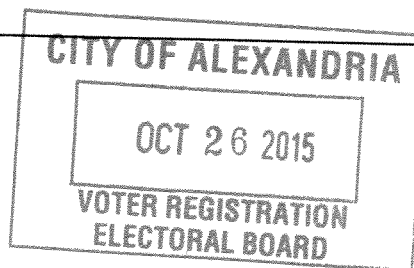 CITY OF ALEXANDRIA
OCT 26 2015
VOTER REGISTRATION
ELECTORAL BOARD